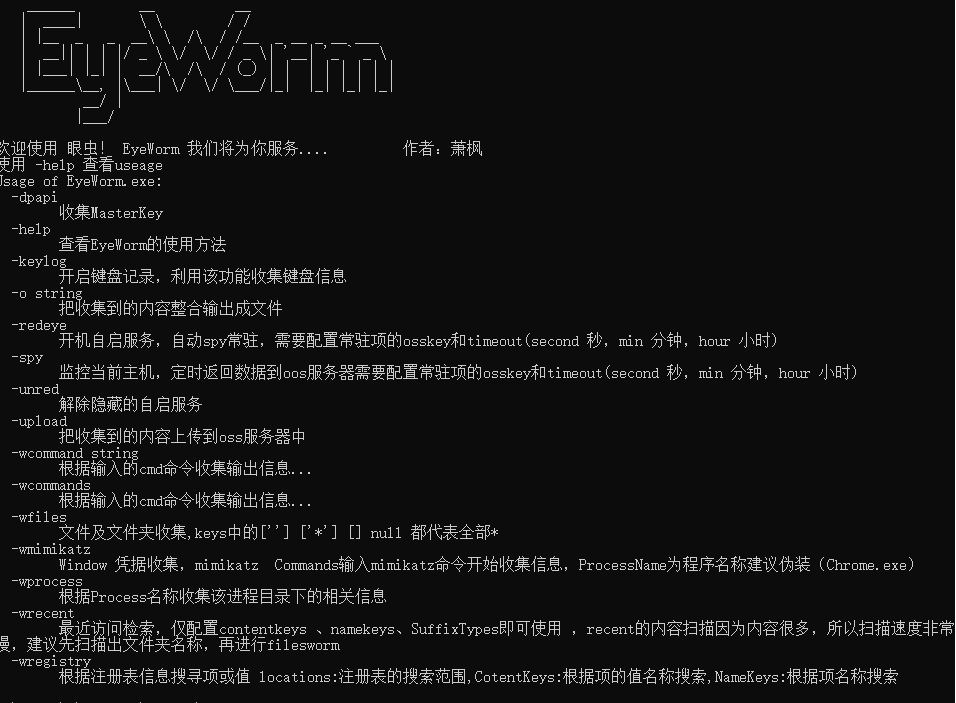 EyeWorm
欢迎使用 眼虫! EyeWorm 我们将为你服务.... 作者: 萧枫
使用 -help 查看useage
Usage of EyeWorm.exe:
-dpapi
收集MasterKey
-help
查看EyeWorm的使用方法
-keylog
开启键盘记录, 利用该功能收集键盘信息
-o string
把收集到的内容整合输出成文件
-redeye
开机自启服务, 自动spy常驻, 需要配置常驻项的osskey和timeout(second 秒, min 分钟, hour 小时)
-spy
监控当前主机, 定时返回数据到oos服务器需要配置常驻项的osskey和timeout(second 秒, min 分钟, hour 小时)
-unred
解除隐藏的自启服务
-upload
把收集到的内容上传到oss服务器中
-wcommand string
根据输入的cmd命令收集输出信息...
-wcommands
根据输入的cmd命令收集输出信息...
-wfiles
文件及文件夹收集,keys中的[''] ['*'] [] null 都代表全部*
-wmimikatz
Window 凭据收集, mimikatz Commands输入mimikatz命令开始收集信息, ProcessName为程序名称建议伪装 (Chrome.exe)
-wprocess
根据Process名称收集该进程目录下的相关信息
-wrecent
最近访问检索, 仅配置contentkeys 、namekeys、SuffixTypes即可使用 , recent的内容扫描因为内容很多, 所以扫描速度非常
慢, 建议先扫描出文件夹名称, 再进行filesworm
-wregistry
根据注册表信息搜寻项或值 locations:注册表的搜索范围,CotentKeys:根据项的值名称搜索,NameKeys:根据项名称搜索